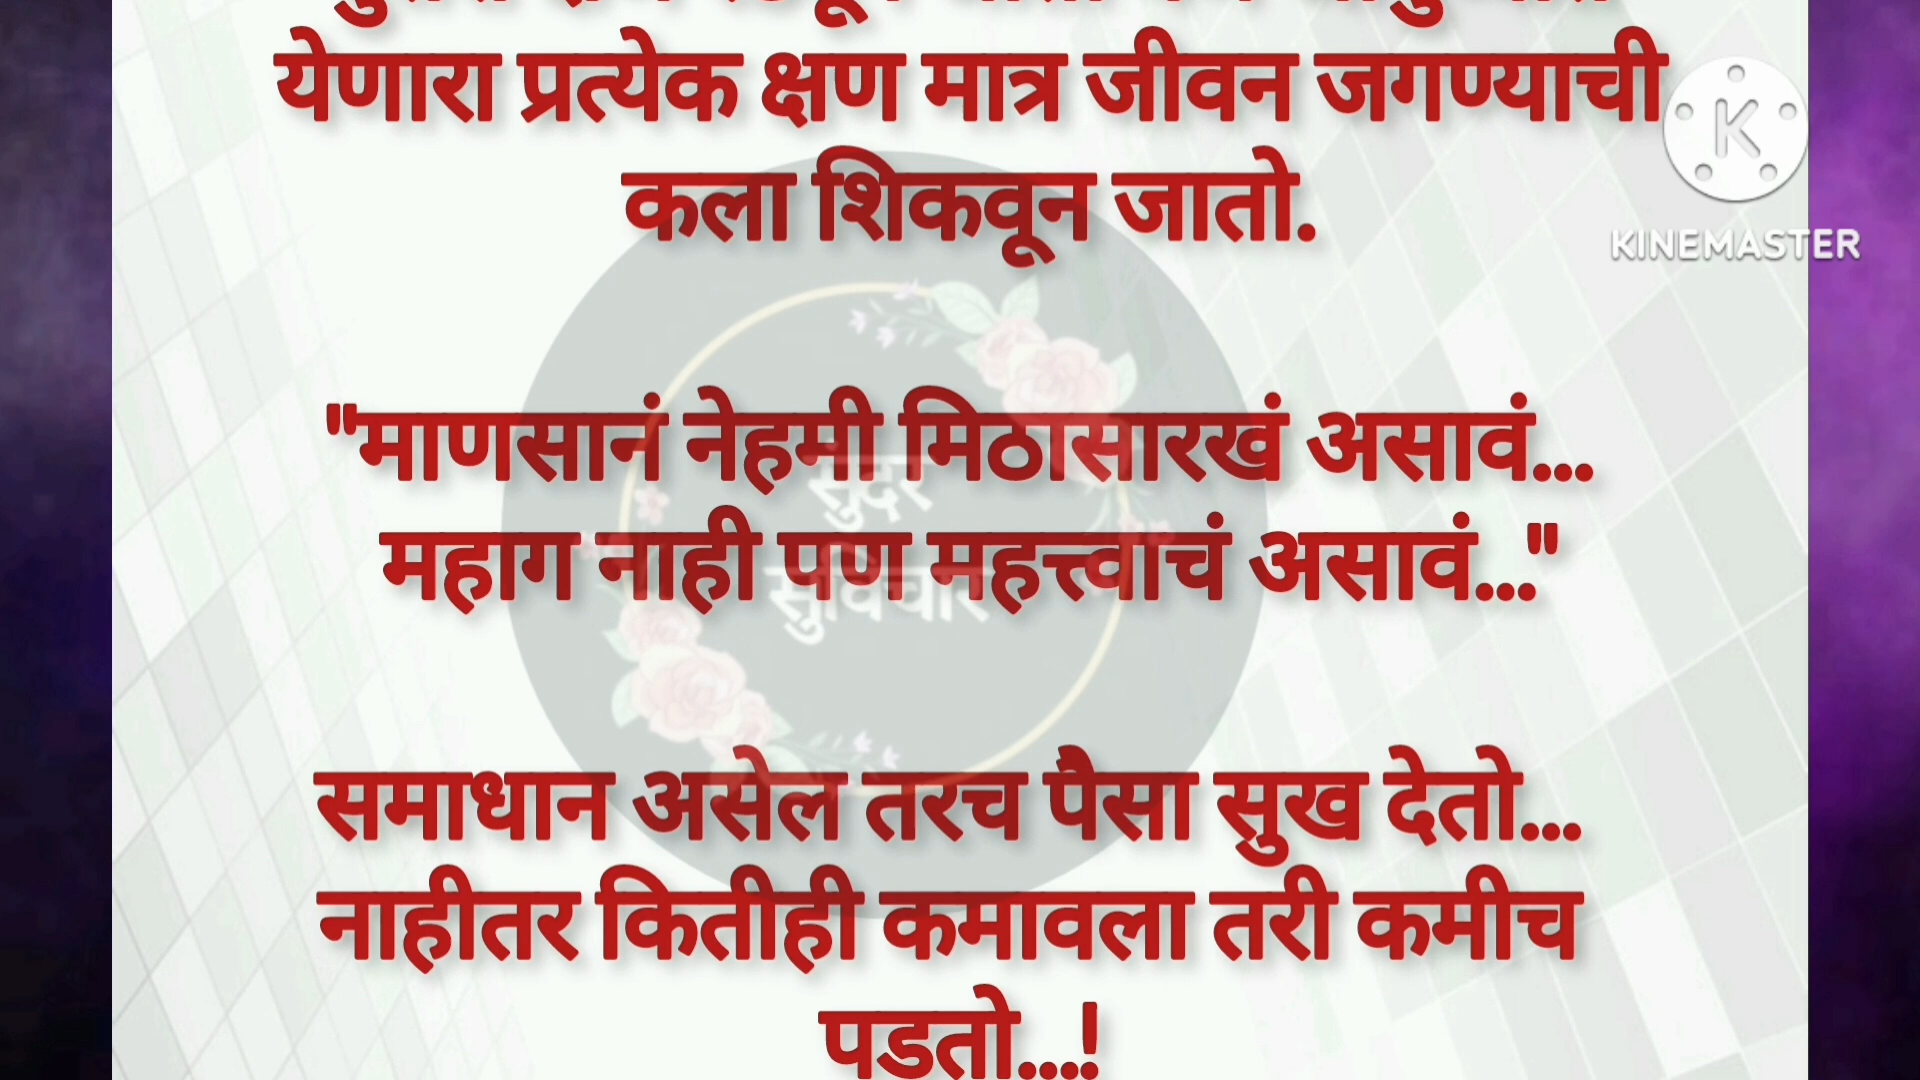 येणारा प्रत्येक क्षण मात्र जीवन जगण्याची
कला शिकवून जातो.
KINEMASTER
"माणसानं नेहमी मिठासारखं असावं...
महाग नाही पण महत्त्वाचं असावं..."
सुंदर
सुविचार
समाधान असेल तरच पैसा सुख देतो...
नाहीतर कितीही कमावला तरी कमीच
पडतो...!